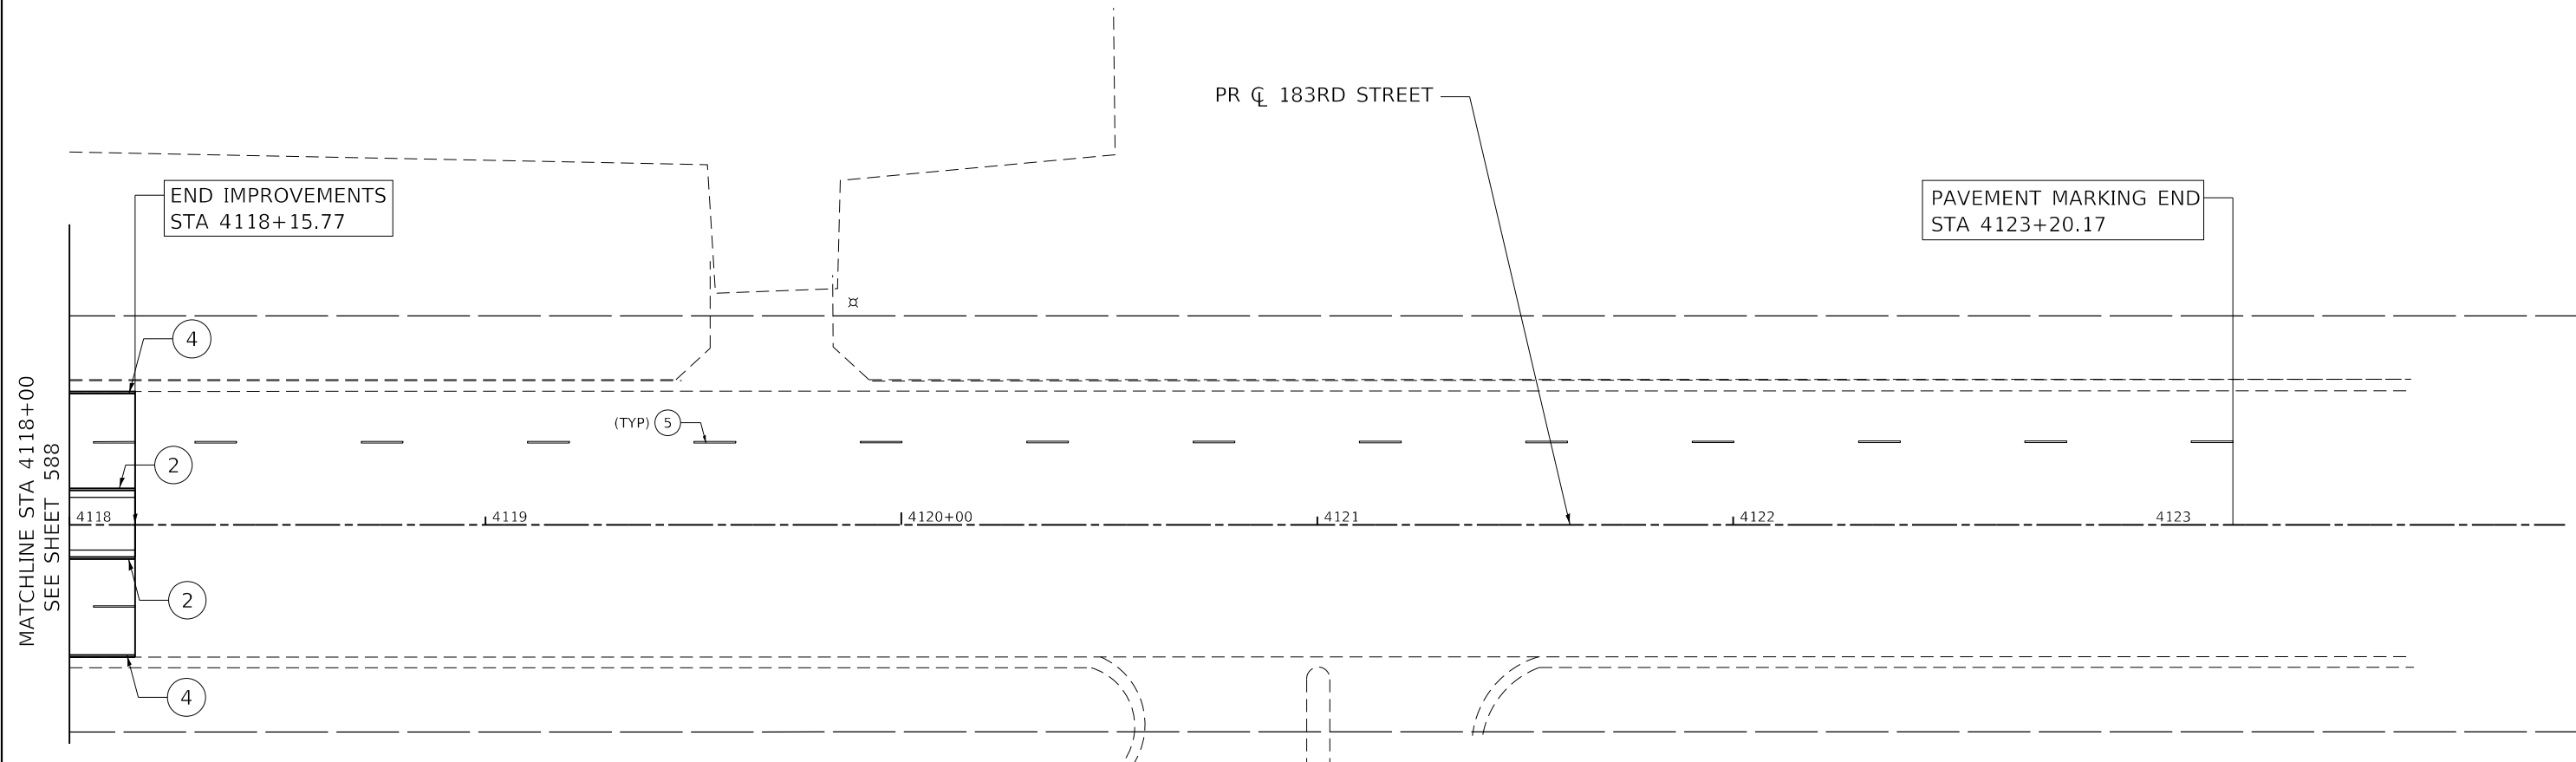 PR ℄ 183RD STREET
END IMPROVEMENTS
STA 4118+15.77
PAVEMENT MARKING END
STA 4123+20.17
4
(TYP) 5
2
MATCHLINE STA 4118+00
SEE SHEET 588
4118
4119
4120+00
4121
4122
4123
2
4